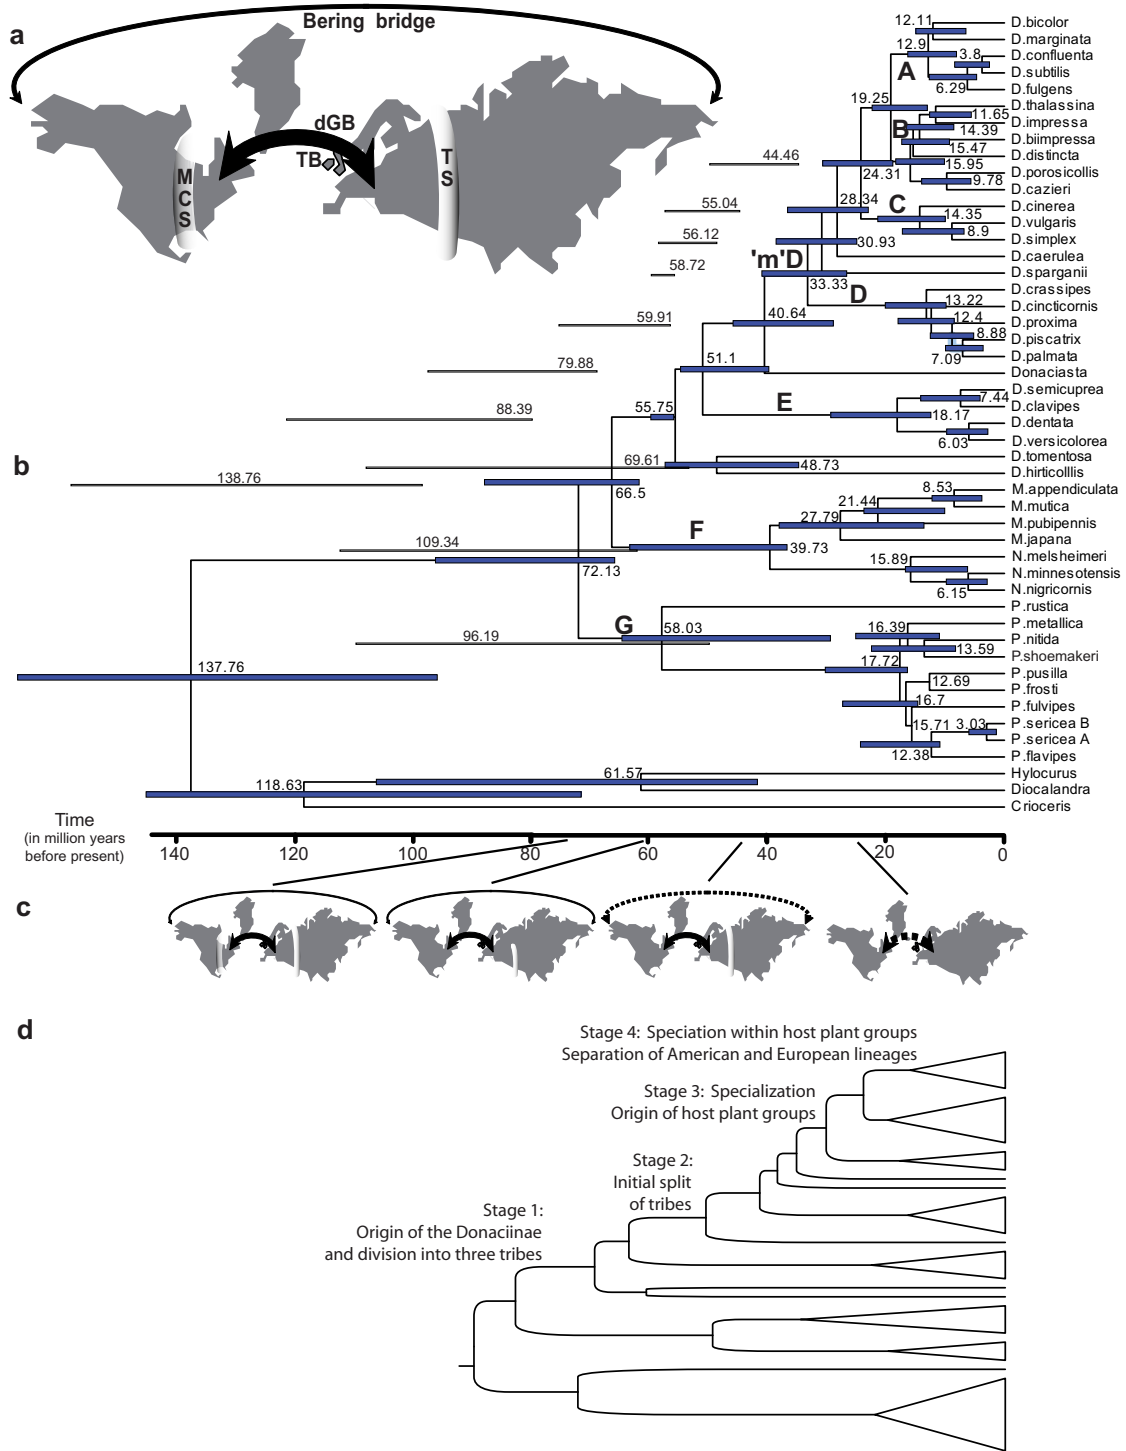 a
Bering bridge
dGB
TB
MCS
TS
b
12.11
12.9
3.8
A
6.29
19.25
11.65
B
14.39
15.47
15.95
24.31
9.78
44.46
28.34
C
14.35
55.04
8.9
56.12
30.93
'm'D
58.72
33.33
D
13.22
59.91
40.64
12.4
8.88
7.09
79.88
51.1
E
7.44
88.39
55.75
18.17
6.03
69.61
48.73
138.76
66.5
8.53
21.44
27.79
F
109.34
39.73
72.13
15.89
6.15
G
58.03
96.19
16.39
13.59
137.76
17.72
12.69
16.7
15.71
3.03
12.38
61.57
118.63
D.bicolor
D.marginata
D.confluenta
D.subtilis
D.fulgens
D.thalassina
D.impressa
D.biimpressa
D.distincta
D.porosicollis
D.cazieri
D.cinerea
D.vulgaris
D.simplex
D.caerulea
D.sparganii
D.crassipes
D.cincticornis
D.proxima
D.piscatrix
D.palmata
Donaciasta
D.semicuprea
D.clavipes
D.dentata
D.versicolorea
D.tomentosa
D.hirticolllis
M.appendiculata
M.mutica
M.pubipennis
M.japana
N.melsheimeri
N.minnesotensis
N.nigricornis
P.rustica
P.metallica
P.nitida
P.shoemakeri
P.pusilla
P.frosti
P.fulvipes
P.sericea B
P.sericea A
P.flavipes
Hylocurus
Diocalandra
Crioceris
Time
(in million years
before present)
140 120 100 80 60 40 20 0
c
d
Stage 4: Speciation within host plant groups
Separation of American and European lineages
Stage 3: Specialization
Origin of host plant groups
Stage 2:
Initial split
of tribes
Stage 1:
Origin of the Donaciinae
and division into three tribes